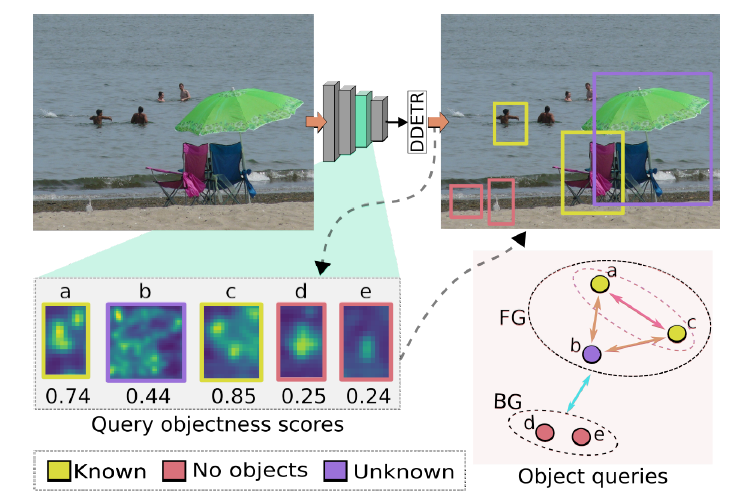 DDETR
a b c d e
0.74 0.44 0.85 0.25 0.24
Query objectness scores
a
FG
c
b
BG
d
e
Object queries
Known No objects Unknown